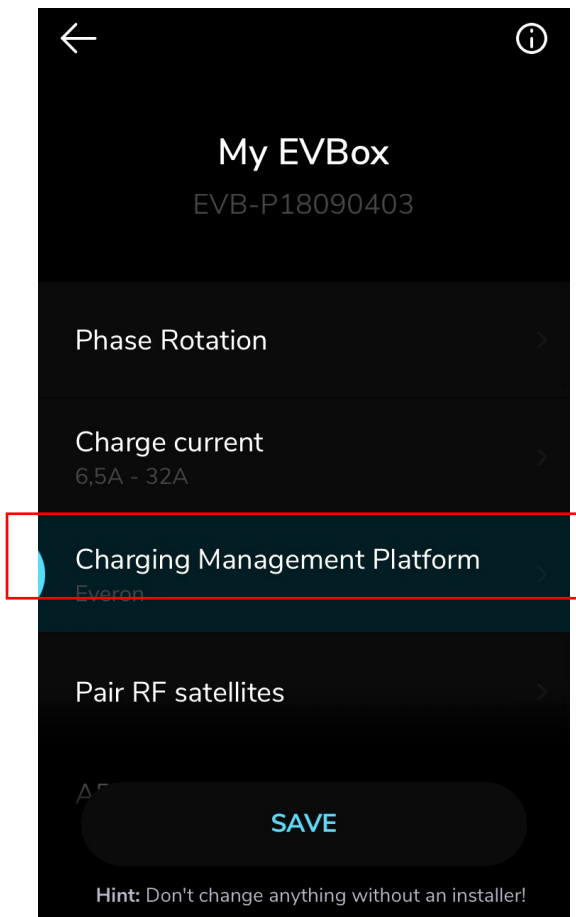 My EVBox
EVB-P18090403
Phase Rotation
Charge current
6,5A - 32A
Charging Management Platform
Everon
Pair RF satellites
SAVE
Hint: Don't change anything without an installer!